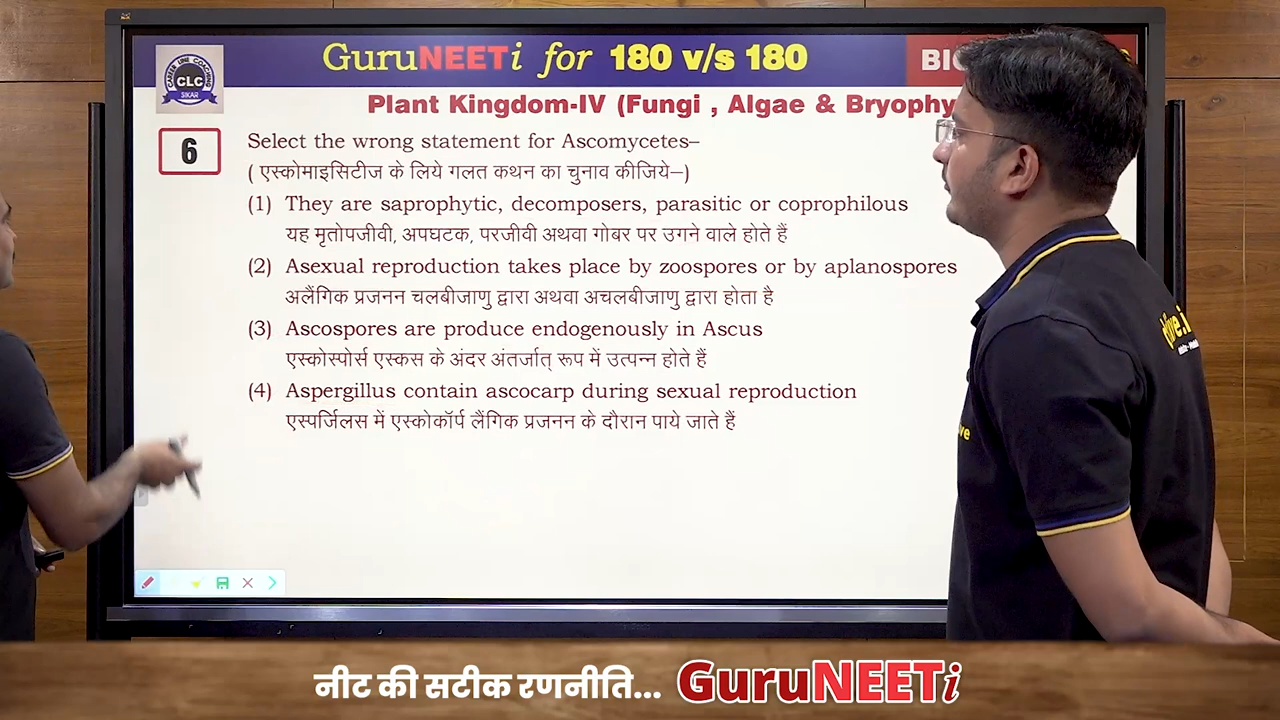 GuruNEETi for 180 v/s 180
CLC
SIKAR
Plant Kingdom-IV (Fungi , Algae & Bryophy
6
Select the wrong statement for Ascomycetes–
( एस्कोमाइसिटीज के लिये गलत कथन का चुनाव कीजिये–)
(1) They are saprophytic, decomposers, parasitic or coprophilous
यह मृतोपजीवी, अपघटक, परजीवी अथवा गोबर पर उगने वाले होते हैं
(2) Asexual reproduction takes place by zoospores or by aplanospores
अलैंगिक प्रजनन चलबीजाणु द्वारा अथवा अचलबीजाणु द्वारा होता है
(3) Ascospores are produce endogenously in Ascus
एस्कोस्पोर्स एस्कस के अंदर अंतर्जात् रूप में उत्पन्न होते हैं
(4) Aspergillus contain ascocarp during sexual reproduction
एस्पर्जिलस में एस्कोकॉर्प लैंगिक प्रजनन के दौरान पाये जाते हैं
नीट की सटीक रणनीति... GuruNEETi